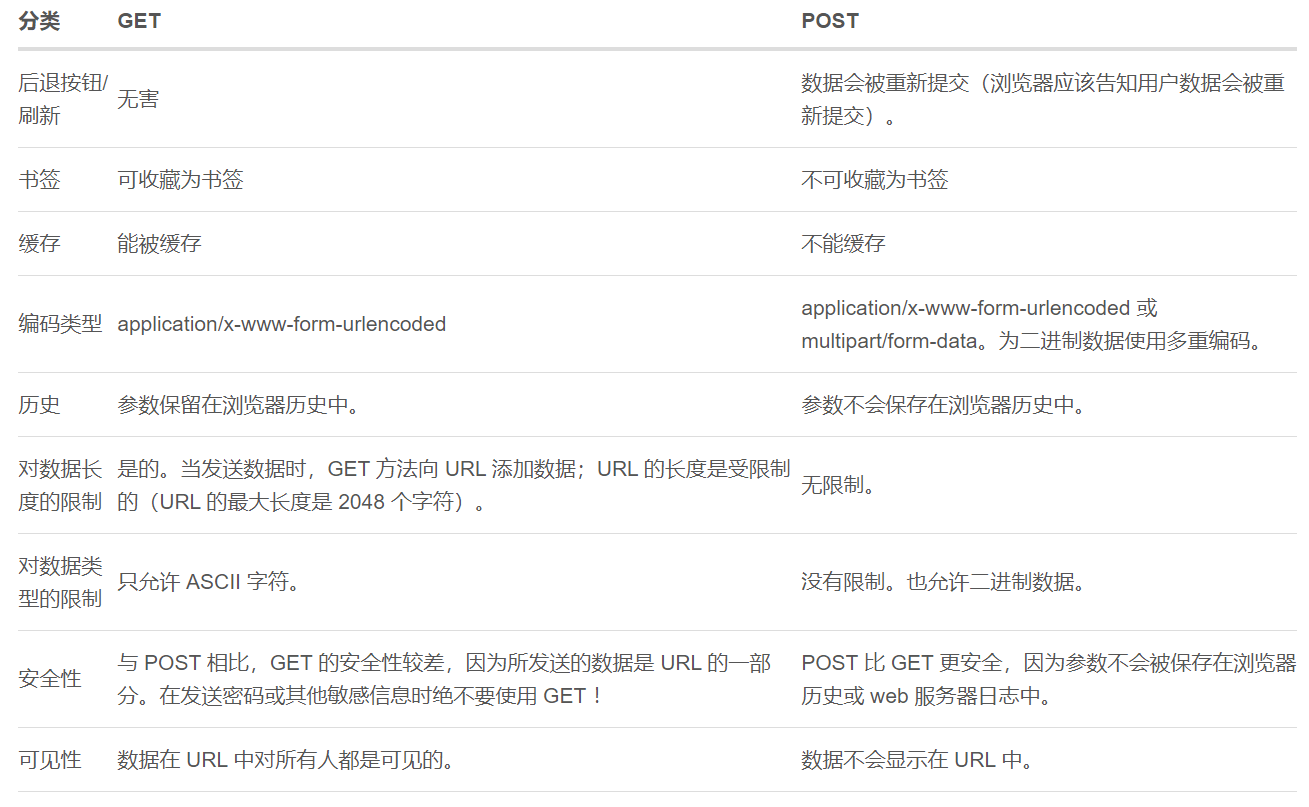 分类 GET POST
后退按钮/
刷新
无害
数据会被重新提交（浏览器应该告知用户数据会被重
新提交）。
书签 可收藏为书签 不可收藏为书签
缓存 能被缓存 不能缓存
编码类型 application/x-www-form-urlencoded
application/x-www-form-urlencoded 或
multipart/form-data。为二进制数据使用多重编码。
历史 参数保留在浏览器历史中。 参数不会保存在浏览器历史中。
对数据长
度的限制
是的。当发送数据时，GET 方法向 URL 添加数据；URL 的长度是受限制
的（URL 的最大长度是 2048 个字符）。
无限制。
对数据类
型的限制
只允许 ASCII 字符。
没有限制。也允许二进制数据。
安全性
与 POST 相比，GET 的安全性较差，因为所发送的数据是 URL 的一部
分。在发送密码或其他敏感信息时绝不要使用 GET ！
POST 比 GET 更安全，因为参数不会被保存在浏览器
历史或 web 服务器日志中。
可见性 数据在 URL 中对所有人都是可见的。 数据不会显示在 URL 中。